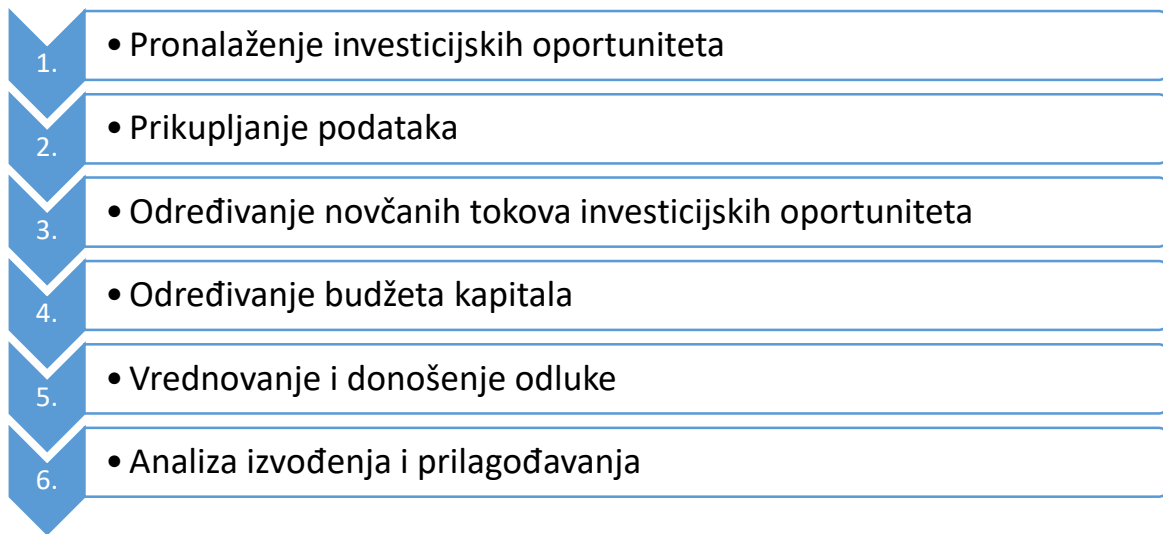 1. • Pronalaženje investicijskih oportuniteta
2. • Prikupljanje podataka
3. • Određivanje novčanih tokova investicijskih oportuniteta
4. • Određivanje budžeta kapitala
5. • Vrednovanje i donošenje odluke
6. • Analiza izvođenja i prilagođavanja